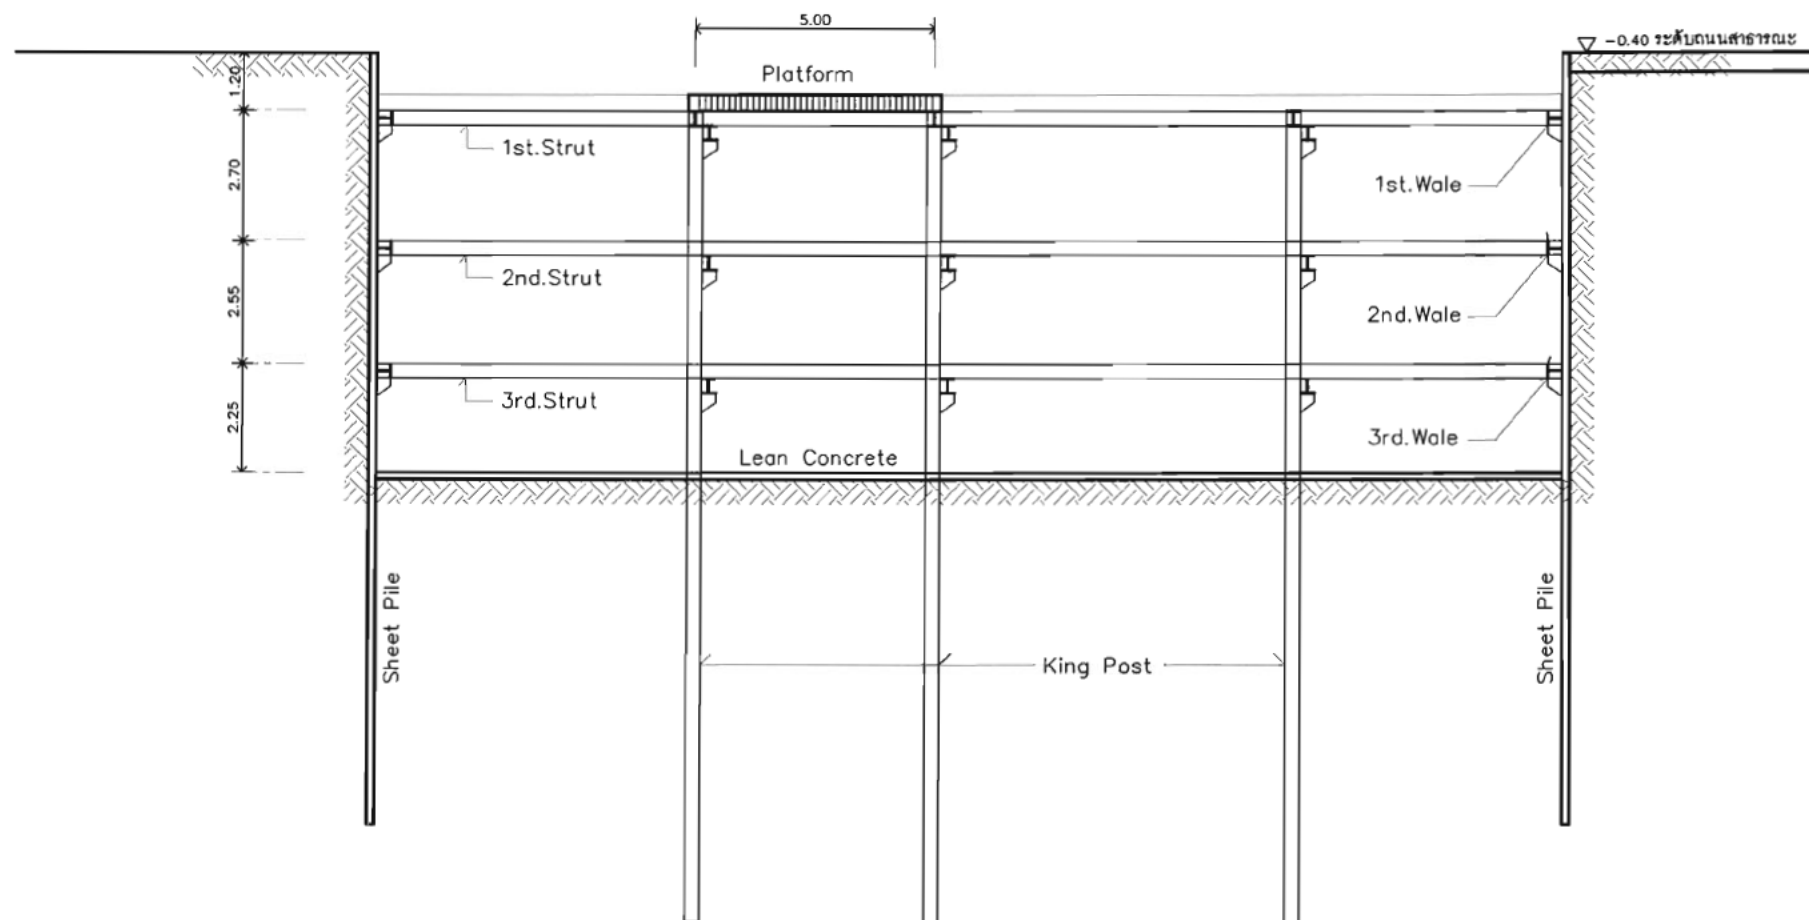 5.00
-0.40 ระดับถนนสาธารณะ
Platform
1.20
1st.Strut
2.70
1st.Wale
2nd.Strut
2.55
2nd.Wale
3rd.Strut
2.25
3rd.Wale
Lean Concrete
Sheet Pile
Sheet Pile
King Post